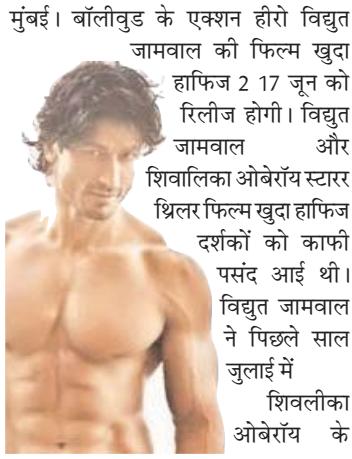 मुंबई। बॉलीवुड के एक्शन हीरो विद्युत
जामवाल की फिल्म खुदा
हाफिज 2 17 जून को
रिलीज होगी। विद्युत
जामवाल और
शिवालिका ओबेरॉय स्टारर
थ्रिलर फिल्म खुदा हाफिज
दर्शकों को काफी
पसंद आई थी।
विद्युत जामवाल
ने पिछले साल
जुलाई में
शिवलीका
ओबेरॉय के